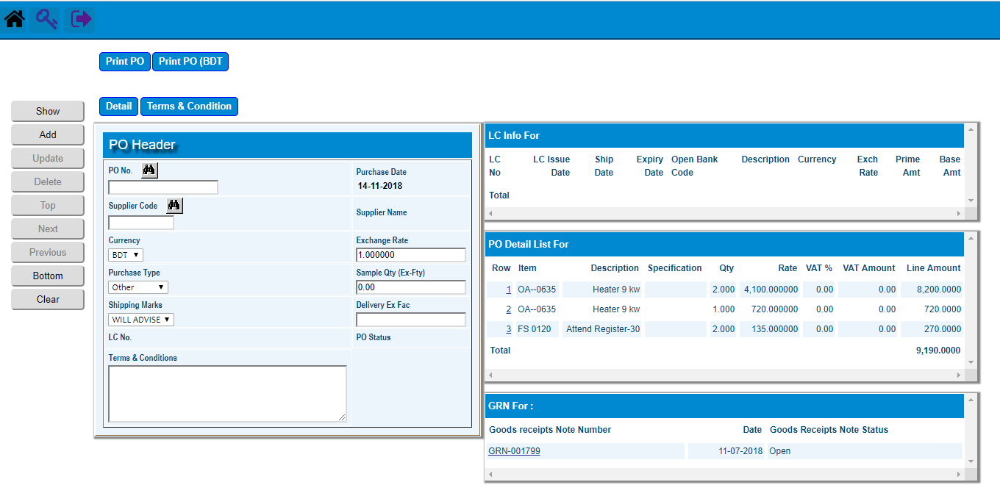 Print PO Print PO (BDT
Detail Terms & Condition
Show
Add
Update
Delete
Top
Next
Previous
Bottom
Clear
PO Header
PO No. Purchase Date
14-11-2018
Supplier Code Supplier Name
Currency Exchange Rate
BDT 1.000000
Purchase Type Sample Qty (Ex-Fty)
Other 0.00
Shipping Marks Delivery Ex Fac
WILL ADVISE
LC No. PO Status
Terms & Conditions
LC Info For
LC No LC Issue Date Ship Date Expiry Date Open Bank Code Description Currency Exch Rate Prime Amt Base Amt
Total
PO Detail List For
Row Item Description Specification Qty Rate VAT % VAT Amount Line Amount
1 OA--0635 Heater 9 kw 2.000 4,100.000000 0.00 0.00 8,200.0000
2 OA--0635 Heater 9 kw 1.000 720.000000 0.00 0.00 720.0000
3 FS 0120 Attend Register-30 2.000 135.000000 0.00 0.00 270.0000
Total 9,190.0000
GRN For :
Goods receipts Note Number Date Goods Receipts Note Status
GRN-001799 11-07-2018 Open